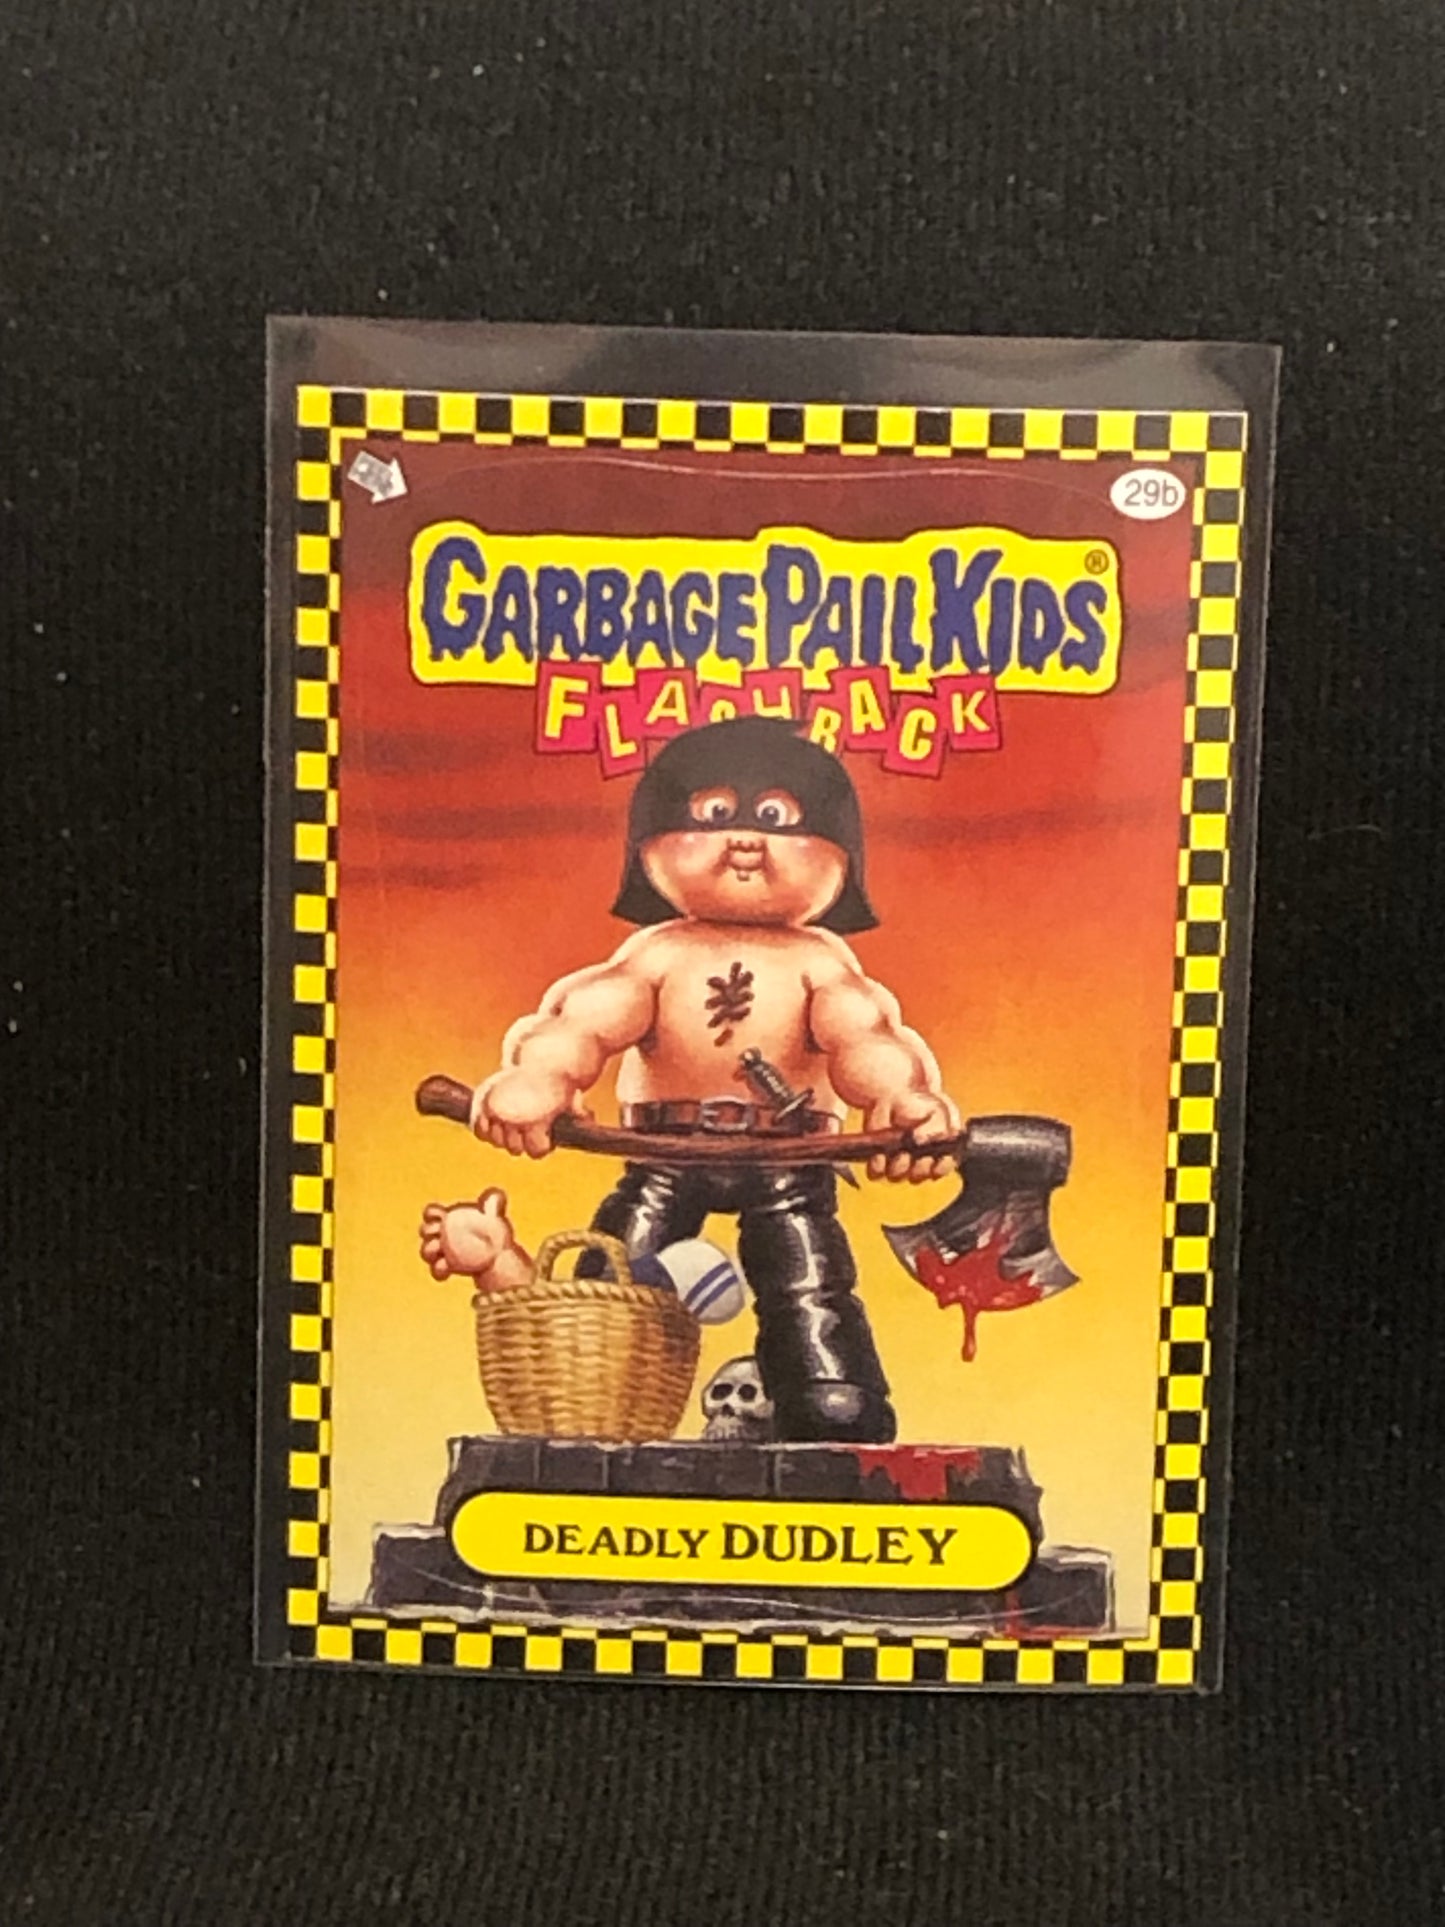 29b
GARBAGE PAIL KIDS®
FLASHBACK
DEADLY DUDLEY